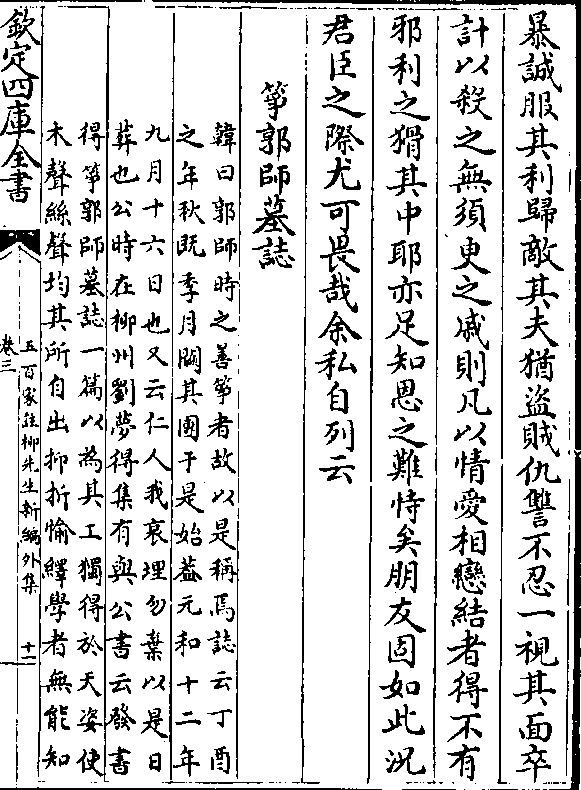 暴誠服其利歸敵其夫猶盜賊仇讐不忍一視其面卒
計以殺之無須㬰之戚則凡以情愛相戀結者得不有
邪利之猾其中耶亦足知恩之難恃矣朋友固如此況
君臣之際尤可畏哉余私自列云
箏郭師墓誌
韓曰郭師時之善箏者故以是稱焉誌云丁酉
之年秋既季月闕其團于是始葢元和十二年
九月十六日也又云仁人我哀埋勿棄以是日
葬也公時在柳州劉夢得集有與公書云發書
得箏郭師墓誌一篇以為其工獨得於天姿使
木聲絲聲均其所自出抑折愉繹學者無能知
欽定四庫全書
五百家注柳先生新編外集
卷三
十一